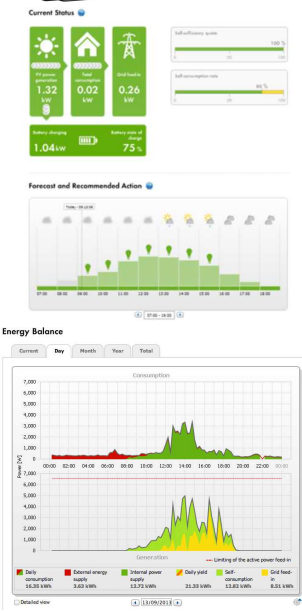 Current Status
Self-sufficiency quota
100 %
0 50 100
Self-consumption rate
80 %
0 50 100
PV power generation
1.32 kW
Total consumption
0.02 kW
Grid feed-in
0.26 kW
Battery charging
1.04 kW
Battery state of charge
75 %
Forecast and Recommended Action
07:00 08:00 09:00 10:00 11:00 12:00 13:00 14:00 15:00 16:00 17:00 18:00
07:00 - 18:00
Energy Balance
Current Day Month Year Total
Consumption
7,000
6,000
5,000
4,000
3,000
2,000
1,000
0
00:00 02:00 04:00 06:00 08:00 10:00 12:00 14:00 16:00 18:00 20:00 22:00 00:00
Power [W]
7,000
6,000
5,000
4,000
3,000
2,000
1,000
0
Generation
Limiting of the active power feed-in
Daily consumption
16.35 kWh
External energy supply
3.63 kWh
Internal power supply
12.72 kWh
Daily yield
21.33 kWh
Self-consumption
12.82 kWh
Grid feed-in
8.51 kWh
Detailed view
13/09/2013